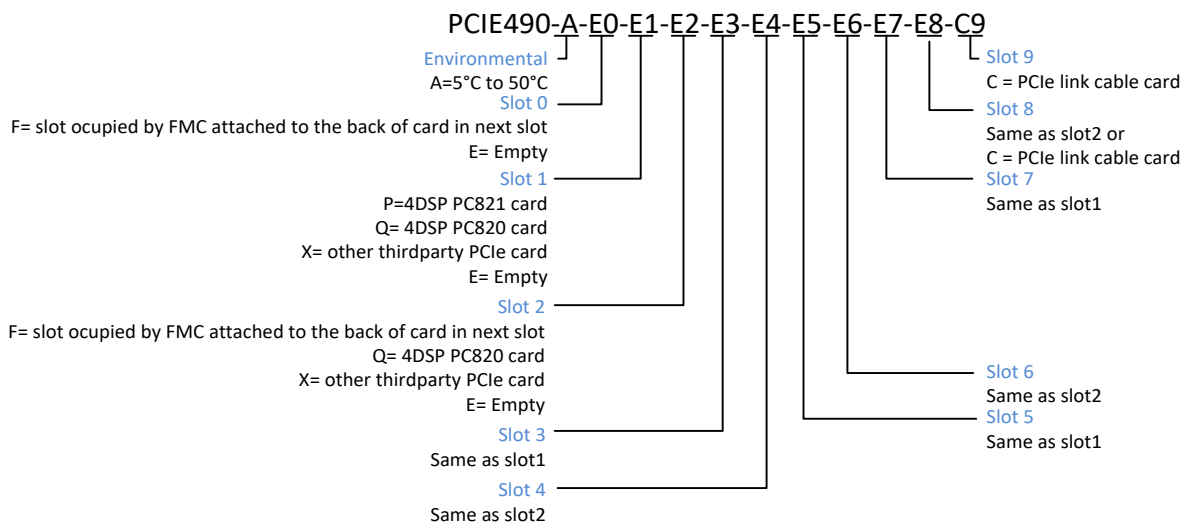 PCIE490-A-E0-E1-E2-E3-E4-E5-E6-E7-E8-C9
Environmental
A=5°C to 50°C
Slot 0
F= slot ocupied by FMC attached to the back of card in next slot
E= Empty
Slot 1
P=4DSP PC821 card
Q= 4DSP PC820 card
X= other thirdparty PCIe card
E= Empty
Slot 2
F= slot ocupied by FMC attached to the back of card in next slot
Q= 4DSP PC820 card
X= other thirdparty PCIe card
E= Empty
Slot 3
Same as slot1
Slot 4
Same as slot2
Slot 9
C = PCIe link cable card
Slot 8
Same as slot2 or
C = PCIe link cable card
Slot 7
Same as slot1
Slot 6
Same as slot2
Slot 5
Same as slot1